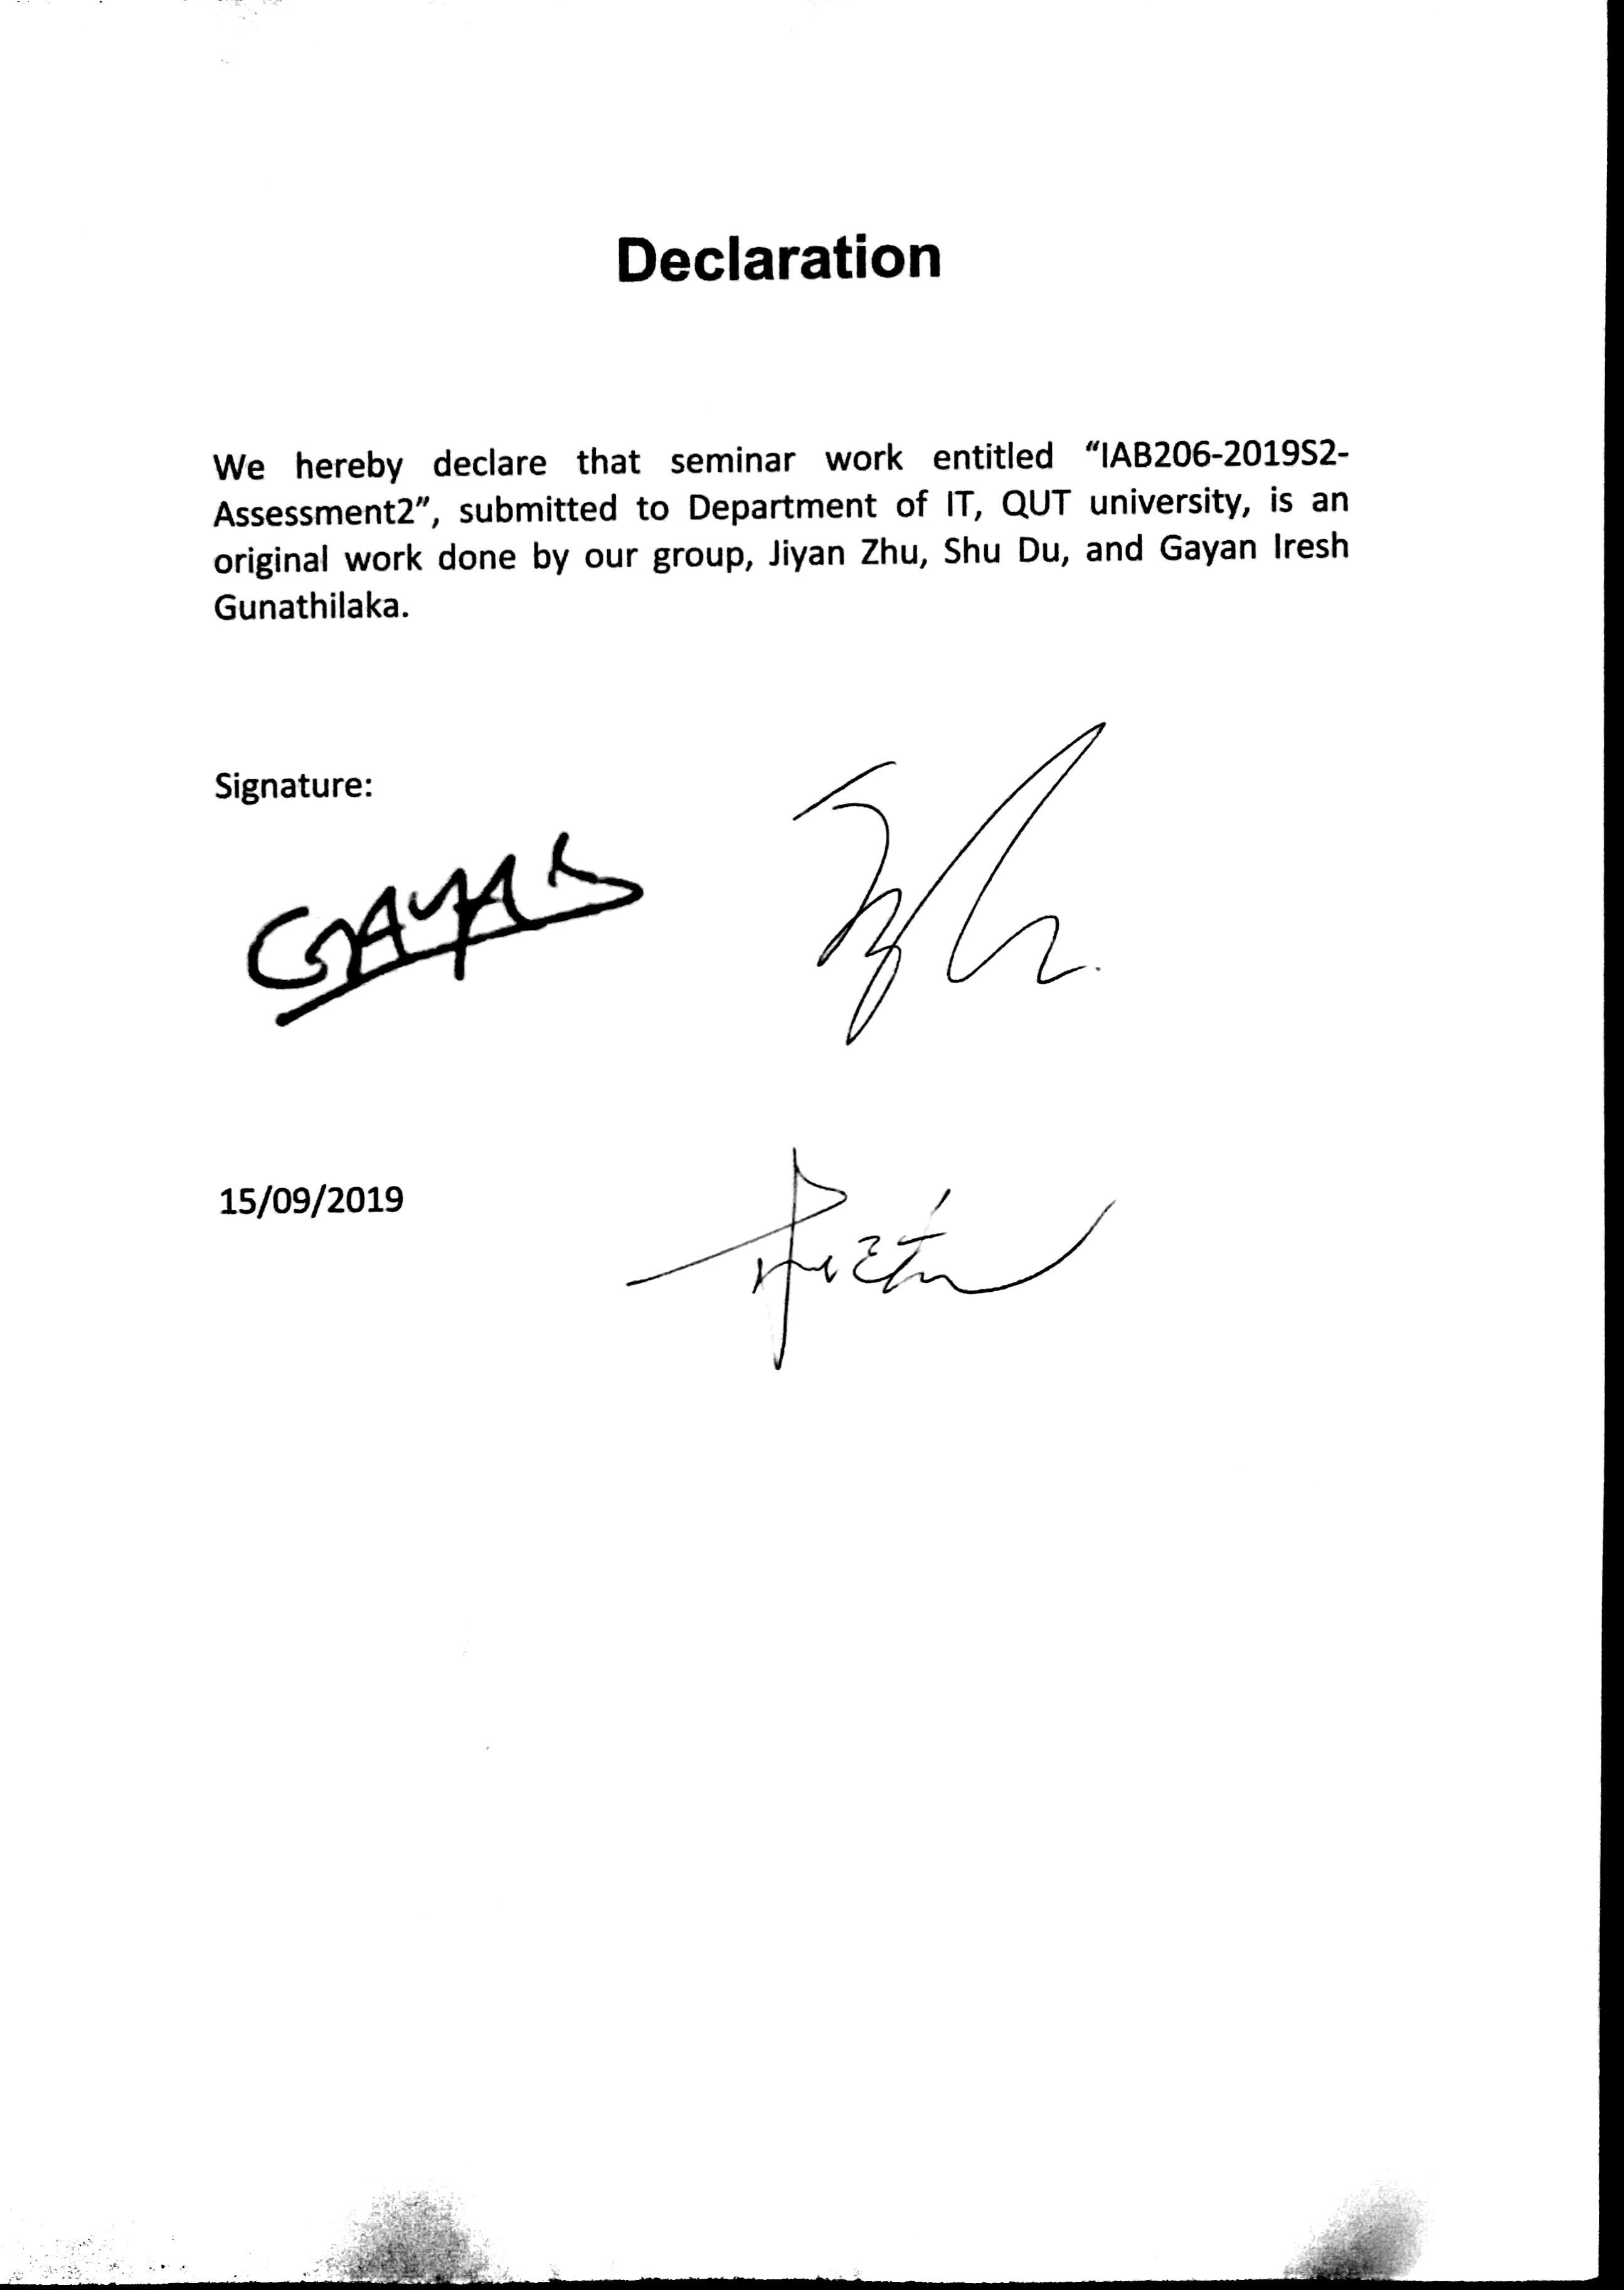 Declaration
We hereby declare that seminar work entitled “IAB206-2019S2-
Assessment2”, submitted to Department of IT, QUT university, is an
original work done by our group, Jiyan Zhu, Shu Du, and Gayan Iresh
Gunathilaka.
Signature:
GAYAN
15/09/2019